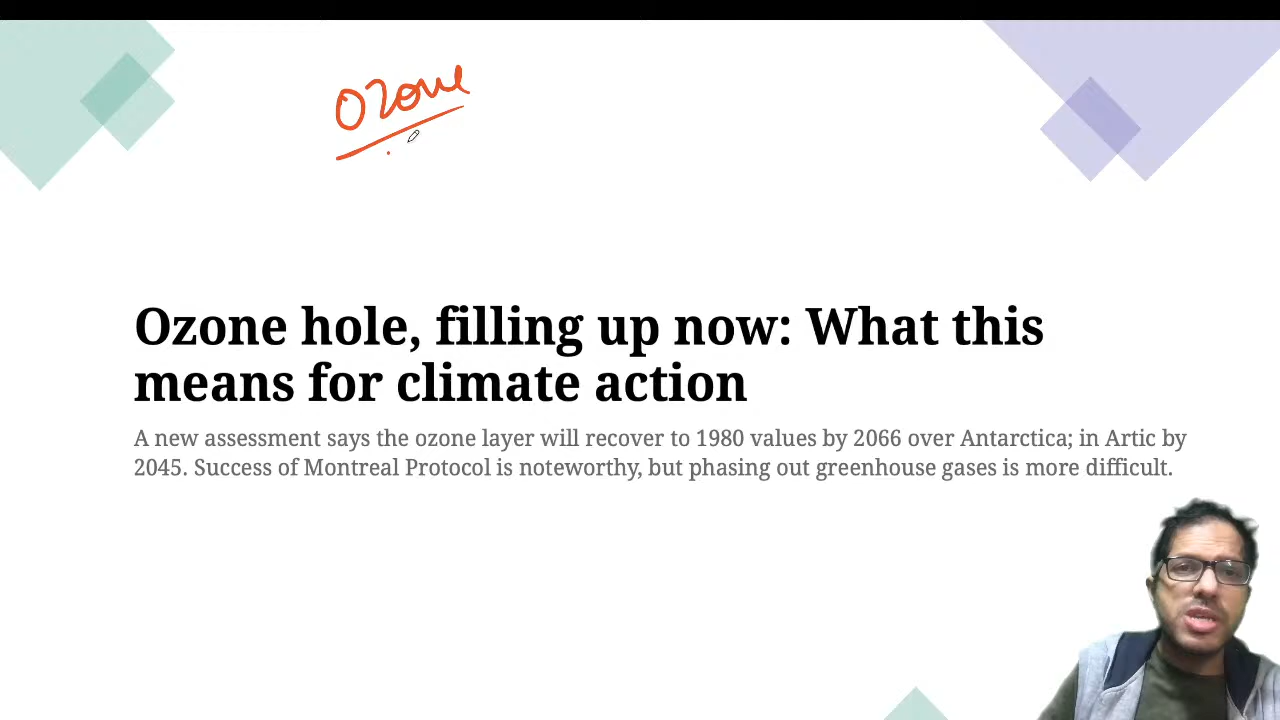 Ozone
Ozone hole, filling up now: What this
means for climate action
A new assessment says the ozone layer will recover to 1980 values by 2066 over Antarctica; in Artic by
2045. Success of Montreal Protocol is noteworthy, but phasing out greenhouse gases is more difficult.